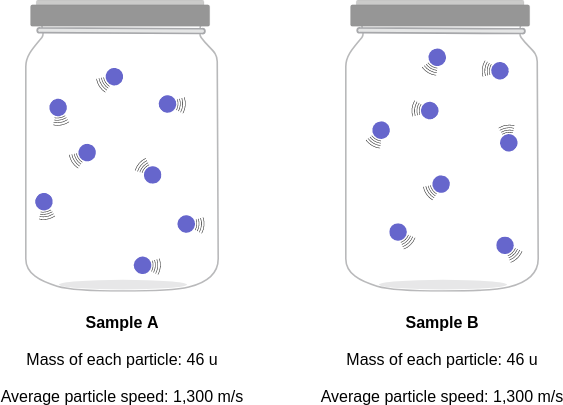 Sample A
Sample B
Mass of each particle: 46 u
Mass of each particle: 46 u
Average particle speed: 1,300 m/s
Average particle speed: 1,300 m/s